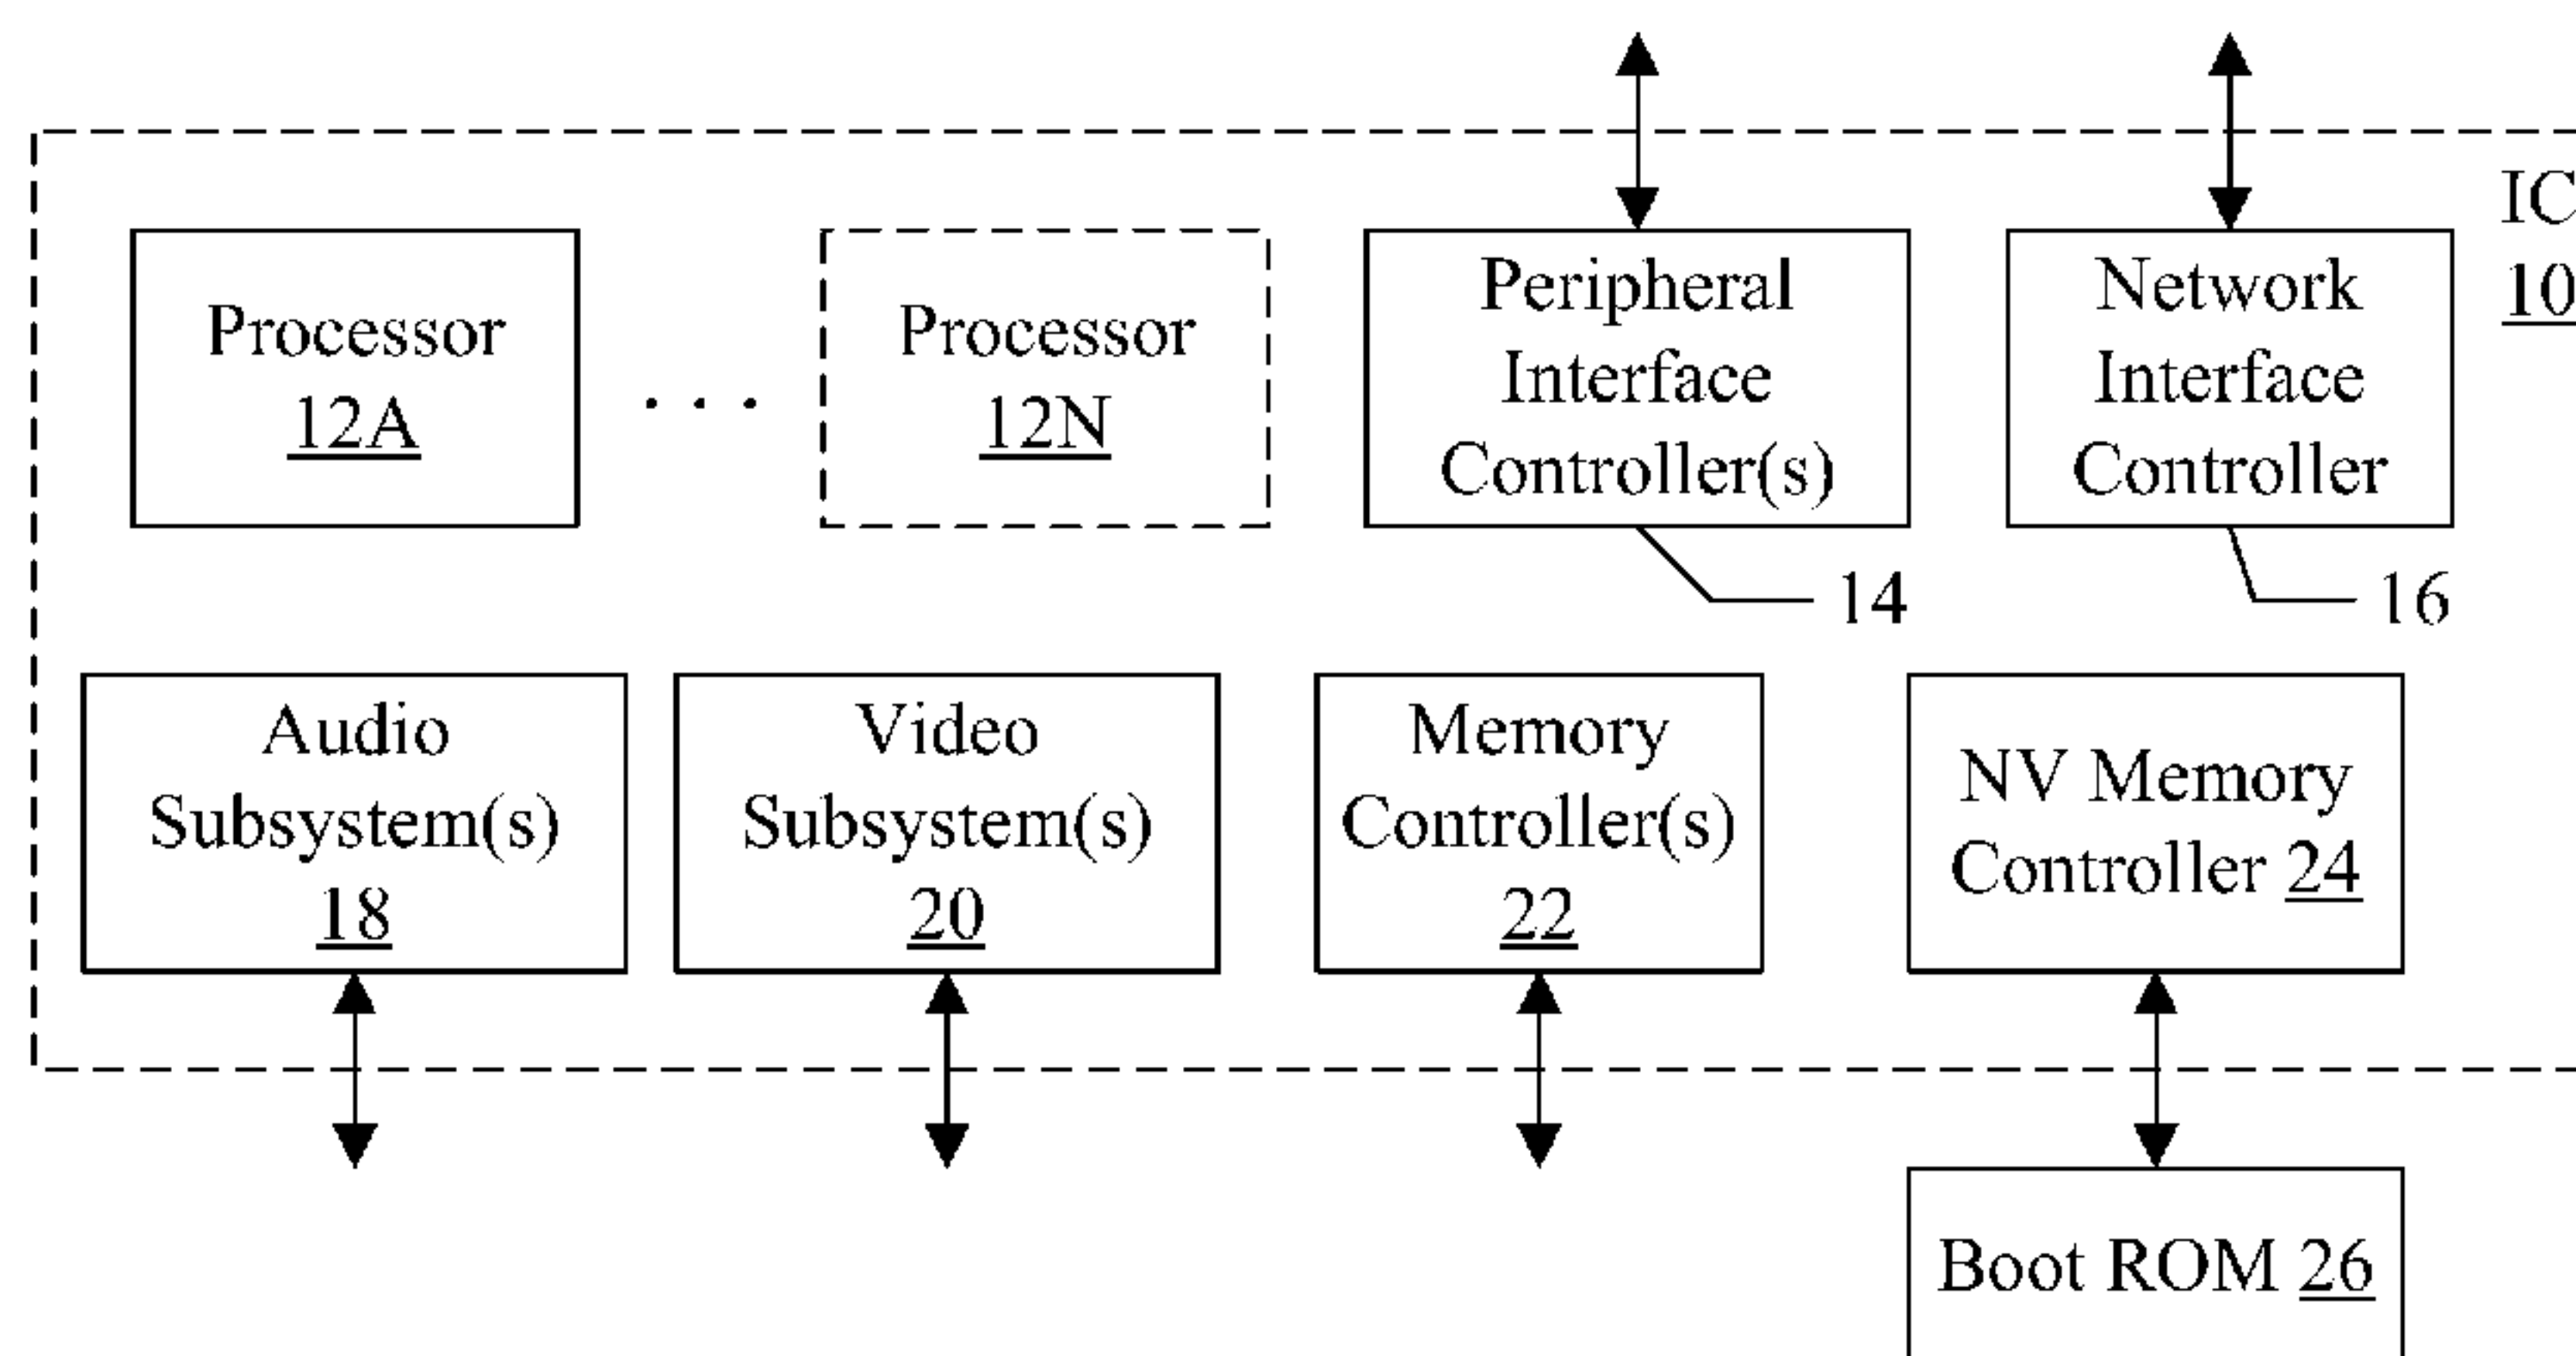 IC
10
Processor
12A
. . .
Processor
12N
Peripheral
Interface
Controller(s)
Network
Interface
Controller
14
16
Audio
Subsystem(s)
18
Video
Subsystem(s)
20
Memory
Controller(s)
22
NV Memory
Controller 24
Boot ROM 26